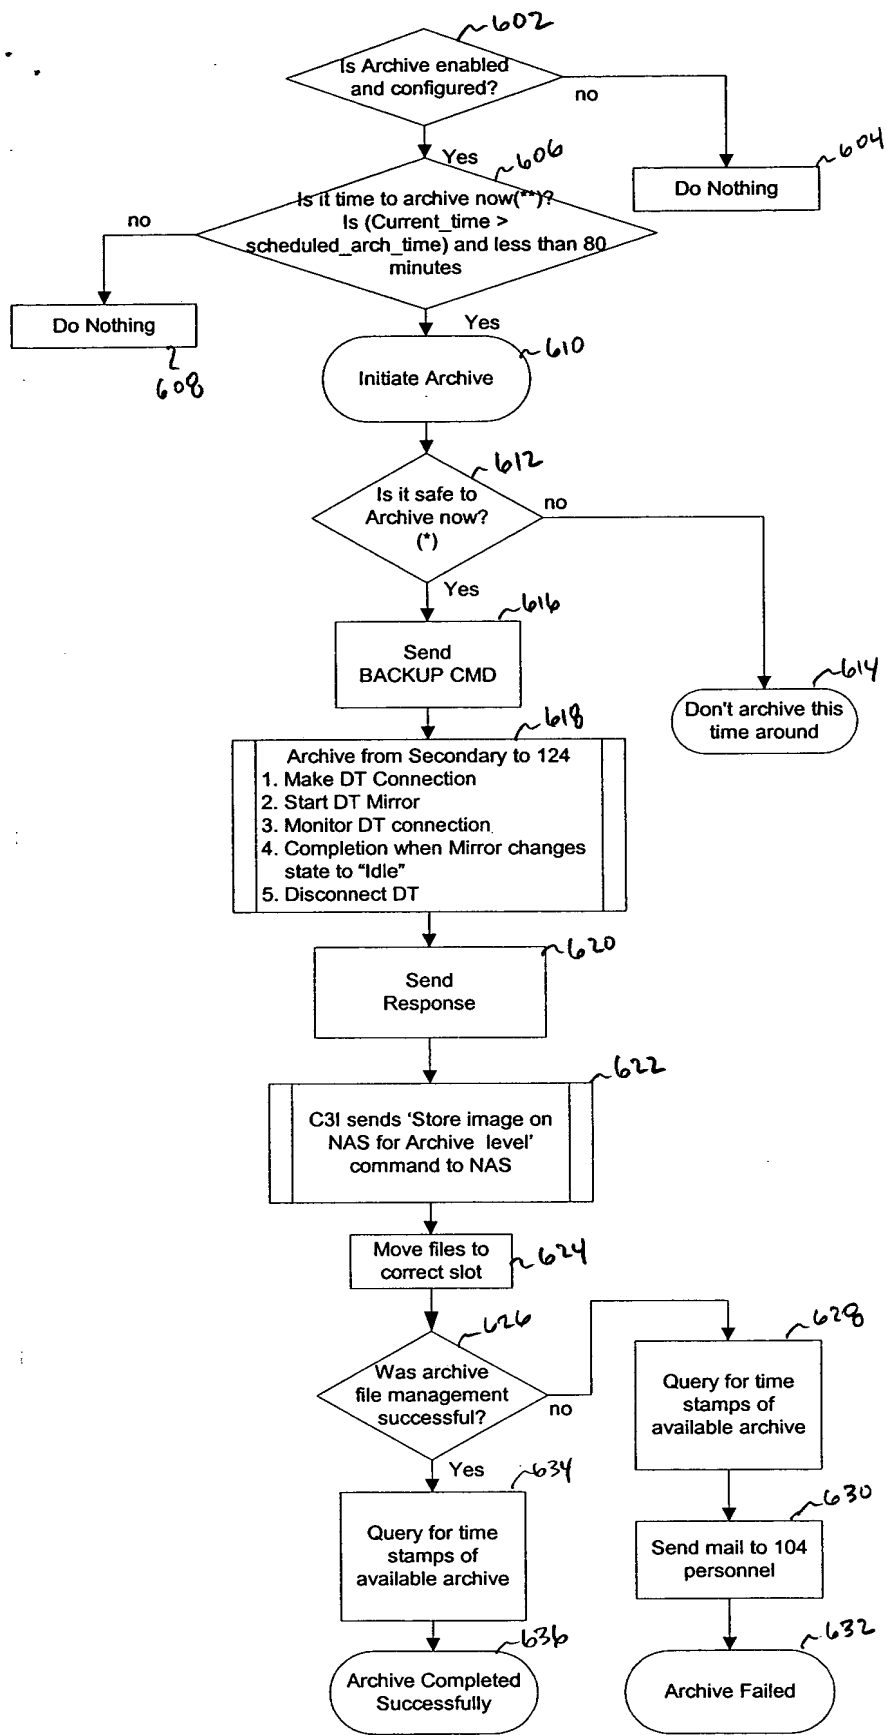 602
Is Archive enabled
and configured?
no
604
Do Nothing
Yes
606
Is it time to archive now(**)?
Is (Current_time >
scheduled_arch_time) and less than 80
minutes
no
Do Nothing
608
Yes
610
Initiate Archive
612
Is it safe to
Archive now?
(*)
no
Yes
616
Send
BACKUP CMD
614
Don't archive this
time around
618
Archive from Secondary to 124
1. Make DT Connection
2. Start DT Mirror
3. Monitor DT connection
4. Completion when Mirror changes
state to "Idle"
5. Disconnect DT
620
Send
Response
622
C3I sends 'Store image on
NAS for Archive level'
command to NAS
Move files to
correct slot
624
626
Was archive
file management
successful?
no
628
Query for time
stamps of
available archive
Yes
634
Query for time
stamps of
available archive
630
Send mail to 104
personnel
636
Archive Completed
Successfully
632
Archive Failed